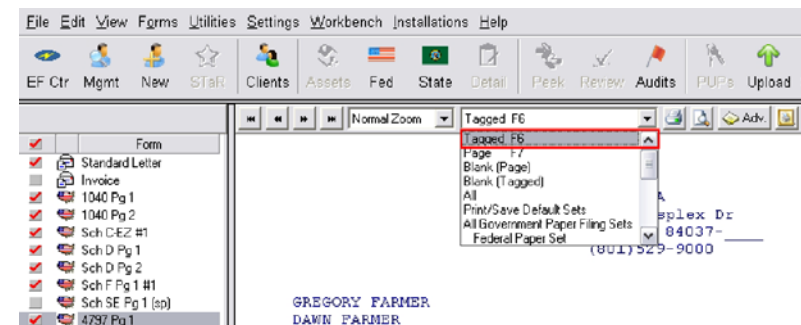 File Edit View Forms Utilities Settings Workbench Installations Help
EF Ctr Mgmt New STaR Clients Assets Fed State Detail Peek Review Audits PUPs Upload
Normal Zoom Tagged F6 Adv.
Form
Standard Letter
Invoice
1040 Pg 1
1040 Pg 2
Sch C-EZ #1
Sch D Pg 1
Sch D Pg 2
Sch F Pg 1 #1
Sch SE Pg 1 (sp)
4797 Pg 1
Tagged F6
Page F7
Blank (Page)
Blank (Tagged)
All
Print/Save Default Sets
All Government Paper Filing Sets
Federal Paper Set
A
splex Dr
84037-____
(801)529-9000
GREGORY FARMER
DAWN FARMER